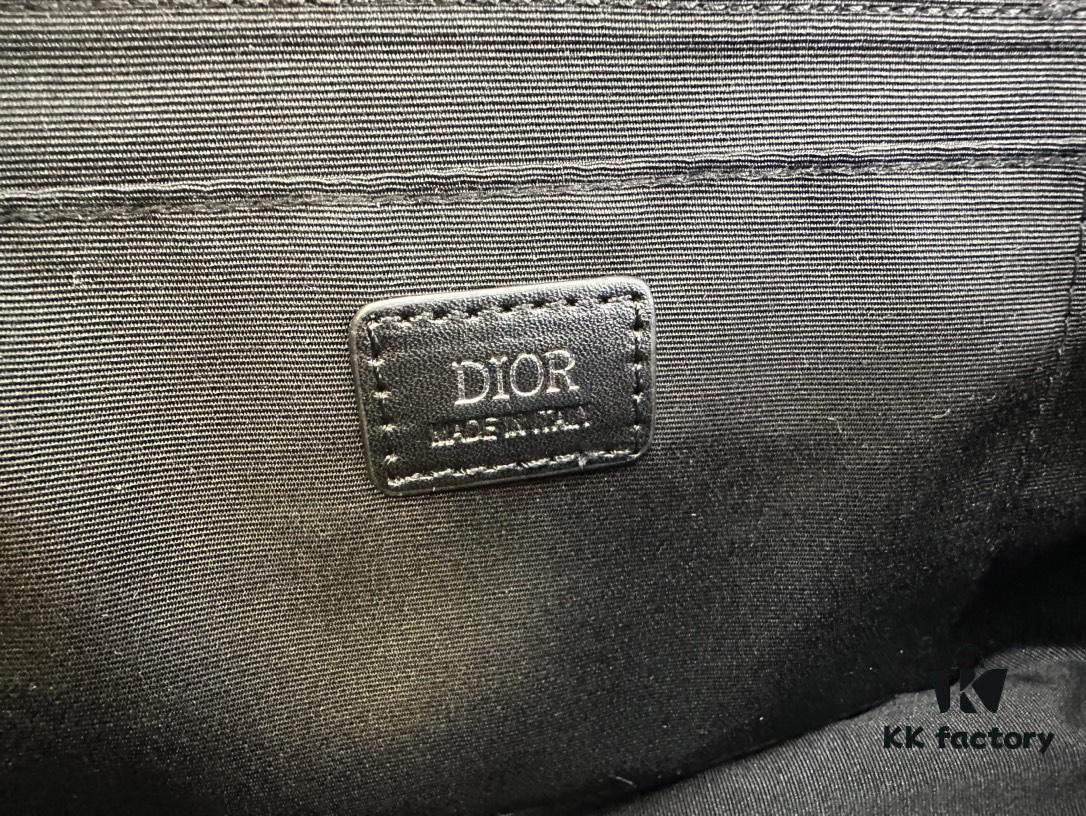 DIOR
MADE IN ITALY
KK factory